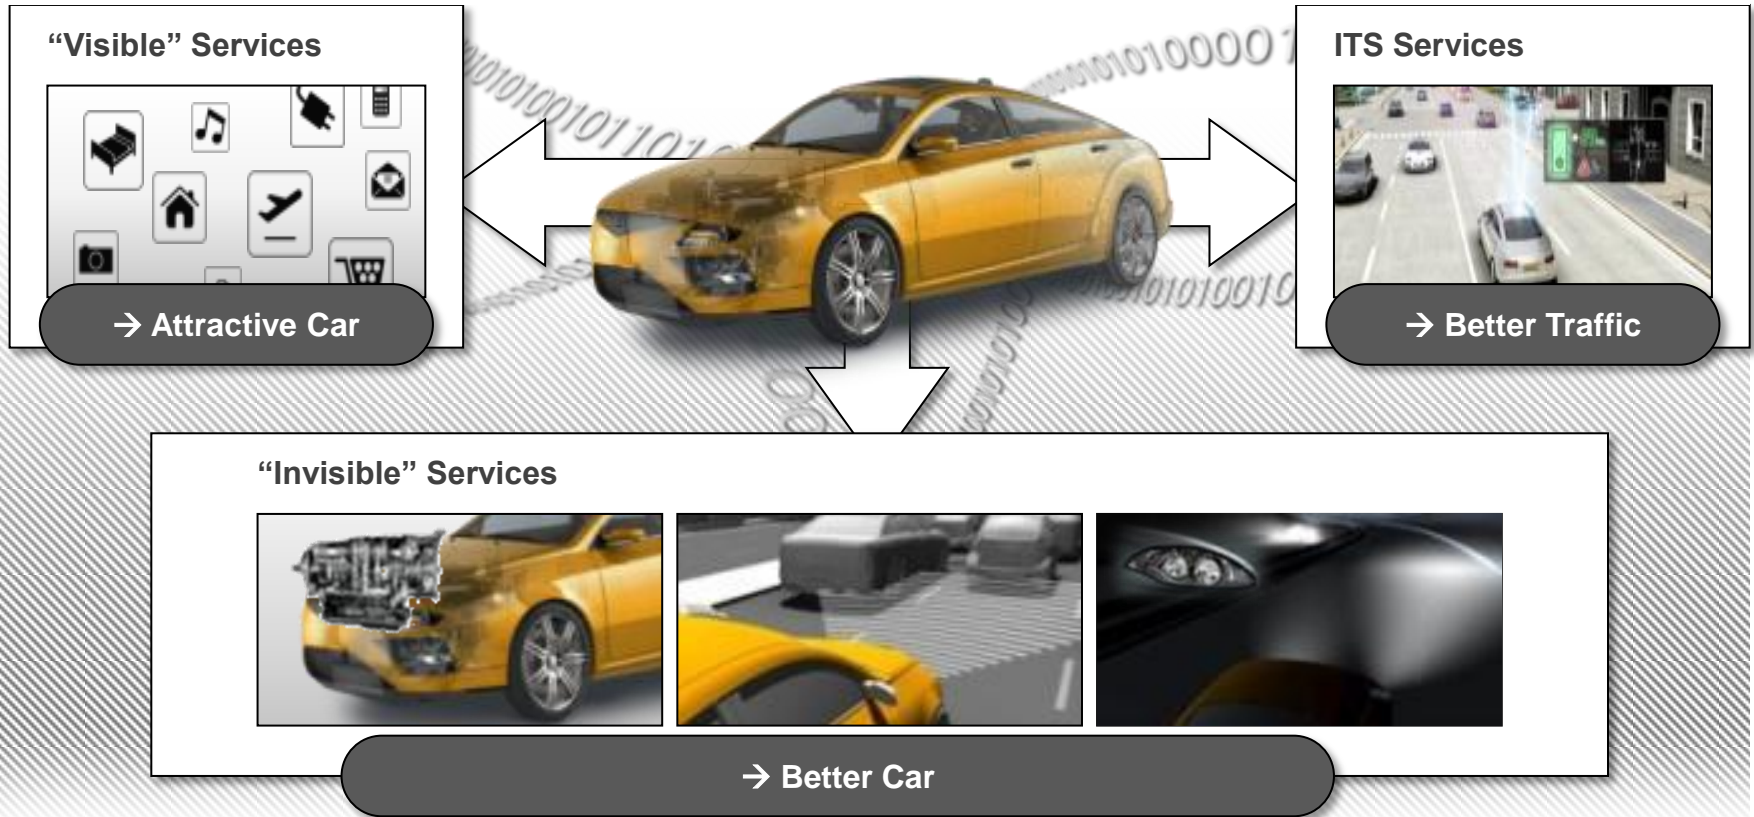 “Visible” Services
→ Attractive Car
ITS Services
→ Better Traffic
“Invisible” Services
→ Better Car